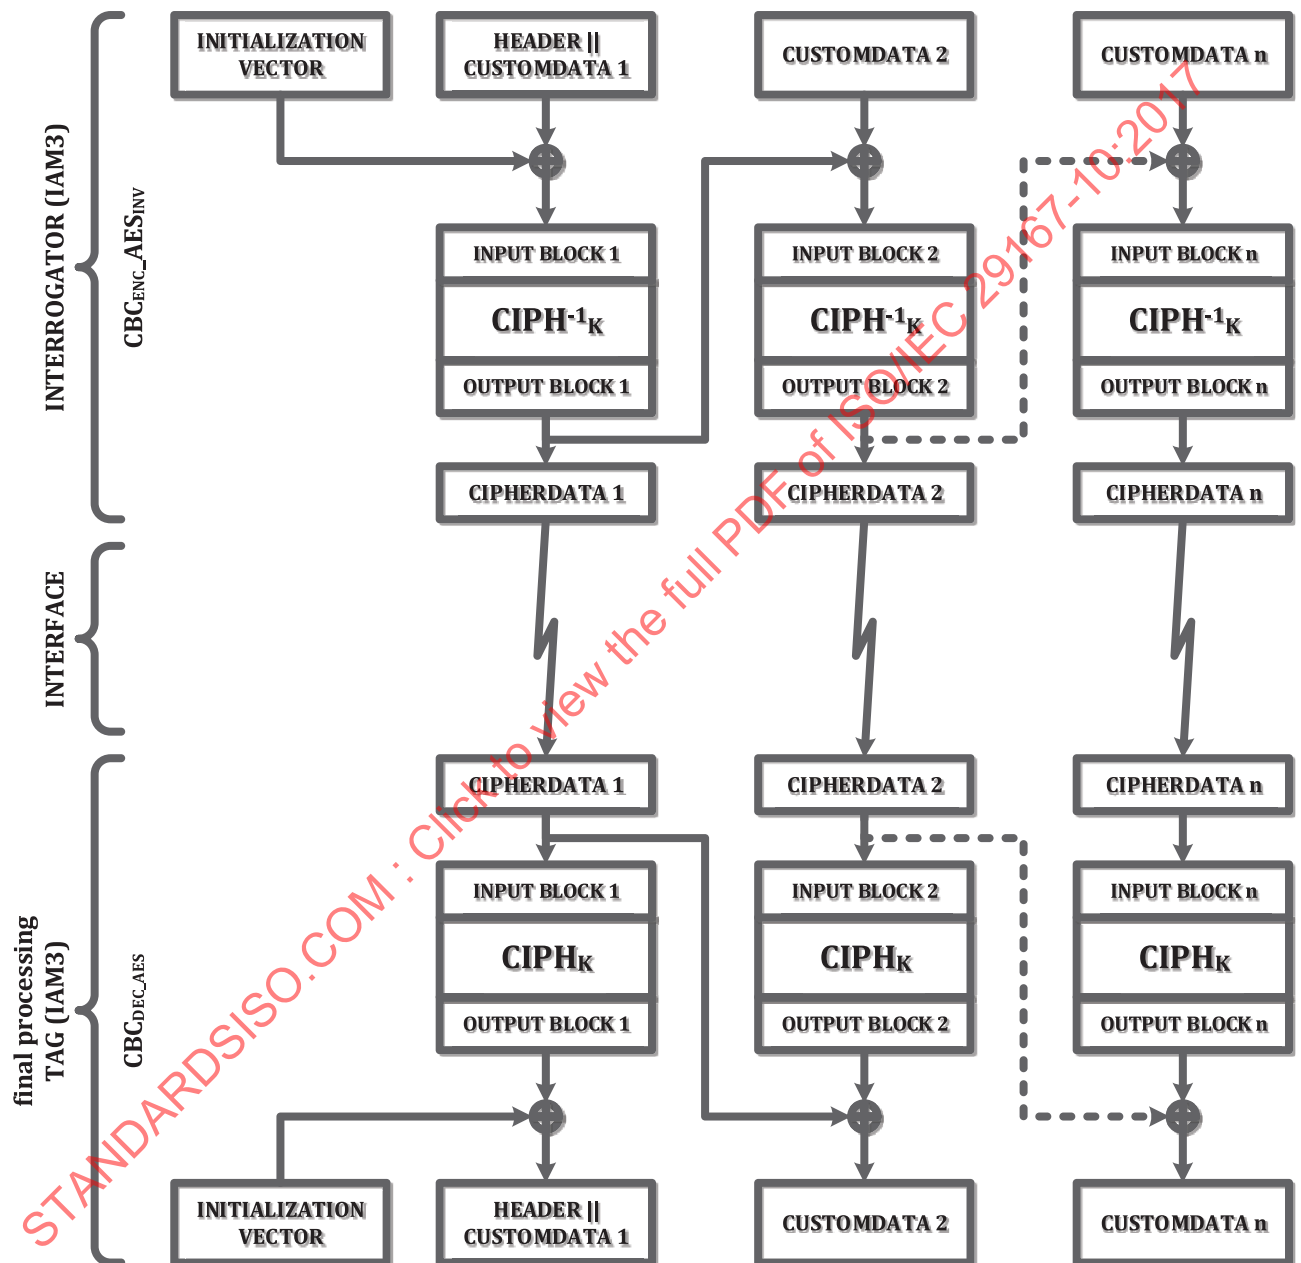 INITIALIZATION
VECTOR
HEADER ||
CUSTOMDATA 1
CUSTOMDATA 2
CUSTOMDATA n
INTERROGATOR (IAM3)
CBCENC_AESINV
INPUT BLOCK 1
INPUT BLOCK 2
INPUT BLOCK n
CIPH-1K
CIPH-1K
CIPH-1K
OUTPUT BLOCK 1
OUTPUT BLOCK 2
OUTPUT BLOCK n
CIPHERDATA 1
CIPHERDATA 2
CIPHERDATA n
INTERFACE
CIPHERDATA 1
CIPHERDATA 2
CIPHERDATA n
final processing
TAG (IAM3)
CBCDEC_AES
INPUT BLOCK 1
INPUT BLOCK 2
INPUT BLOCK n
CIPHK
CIPHK
CIPHK
OUTPUT BLOCK 1
OUTPUT BLOCK 2
OUTPUT BLOCK n
INITIALIZATION
VECTOR
HEADER ||
CUSTOMDATA 1
CUSTOMDATA 2
CUSTOMDATA n
STANDARDSISO.COM : Click to view the full PDF of ISO/IEC 29167-10:2017